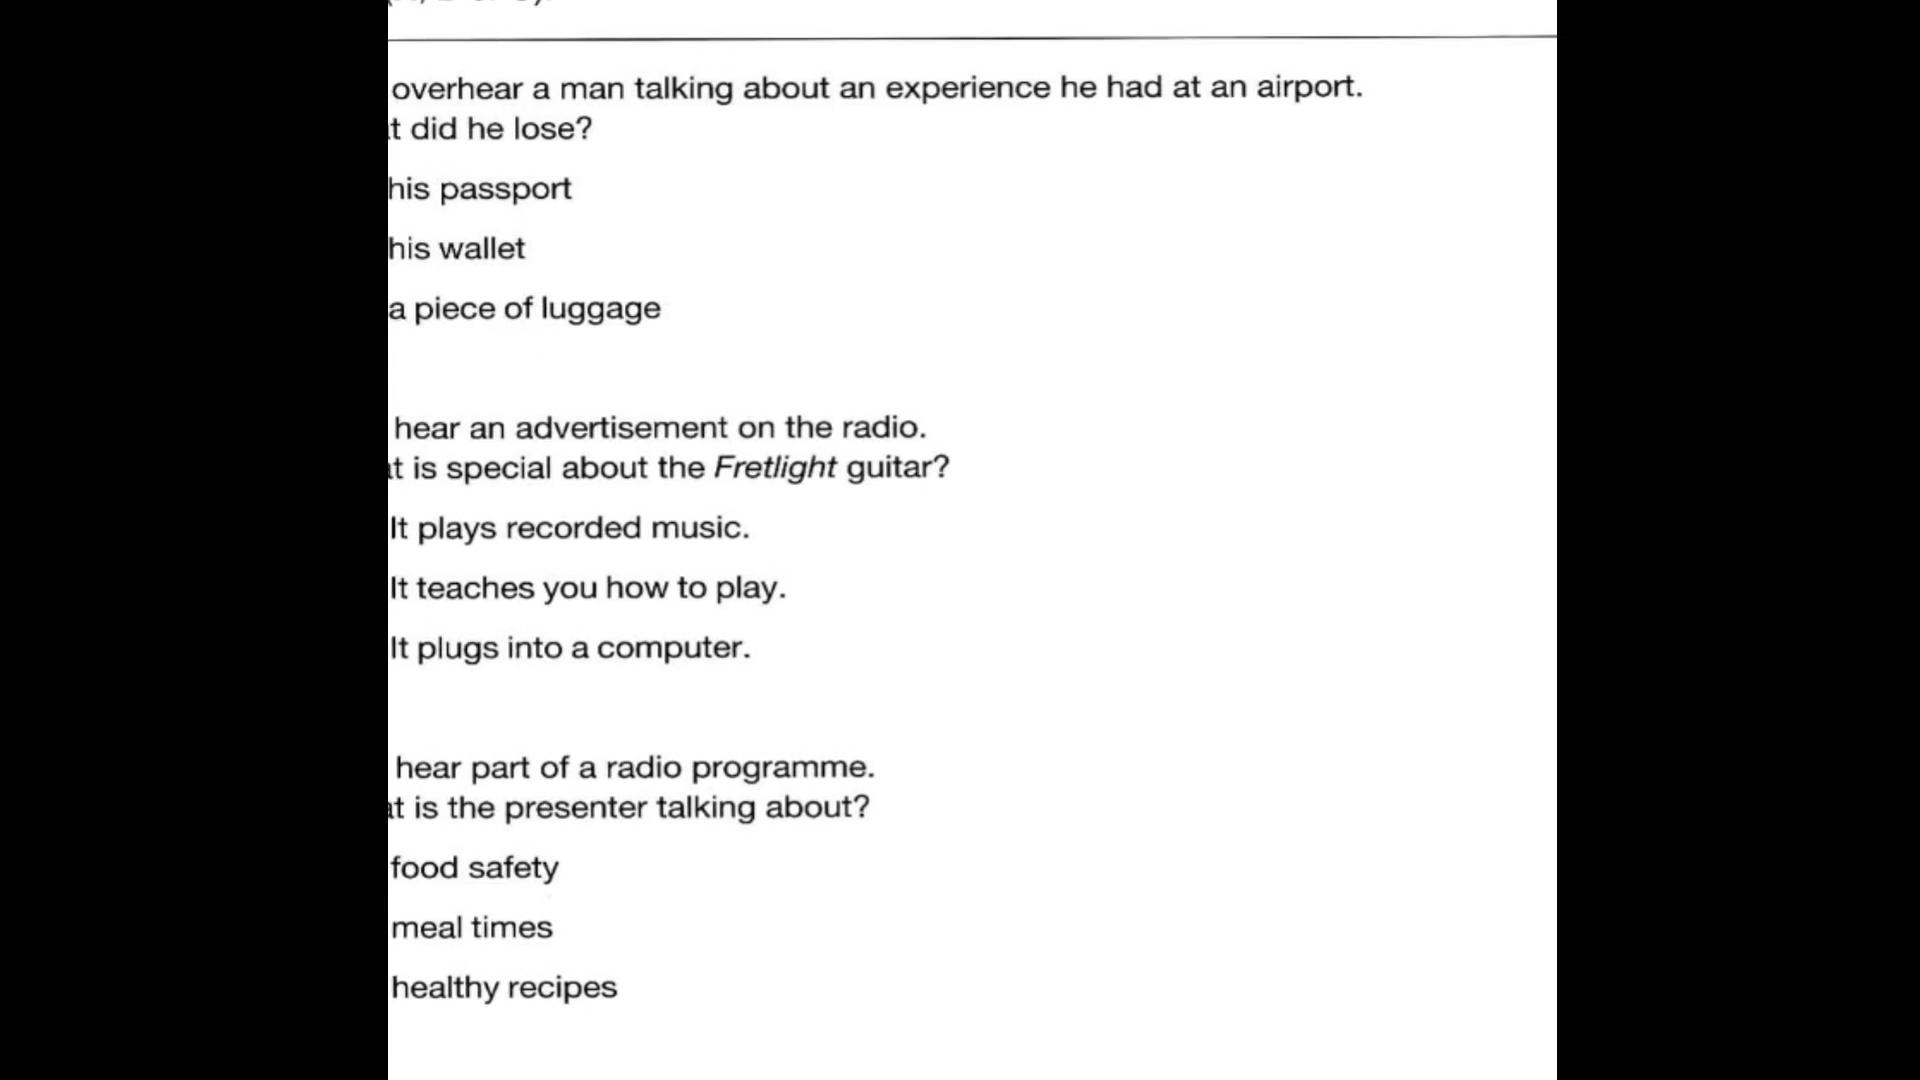 overhear a man talking about an experience he had at an airport.
t did he lose?
his passport
his wallet
a piece of luggage
hear an advertisement on the radio.
t is special about the Fretlight guitar?
It plays recorded music.
It teaches you how to play.
It plugs into a computer.
hear part of a radio programme.
at is the presenter talking about?
food safety
meal times
healthy recipes